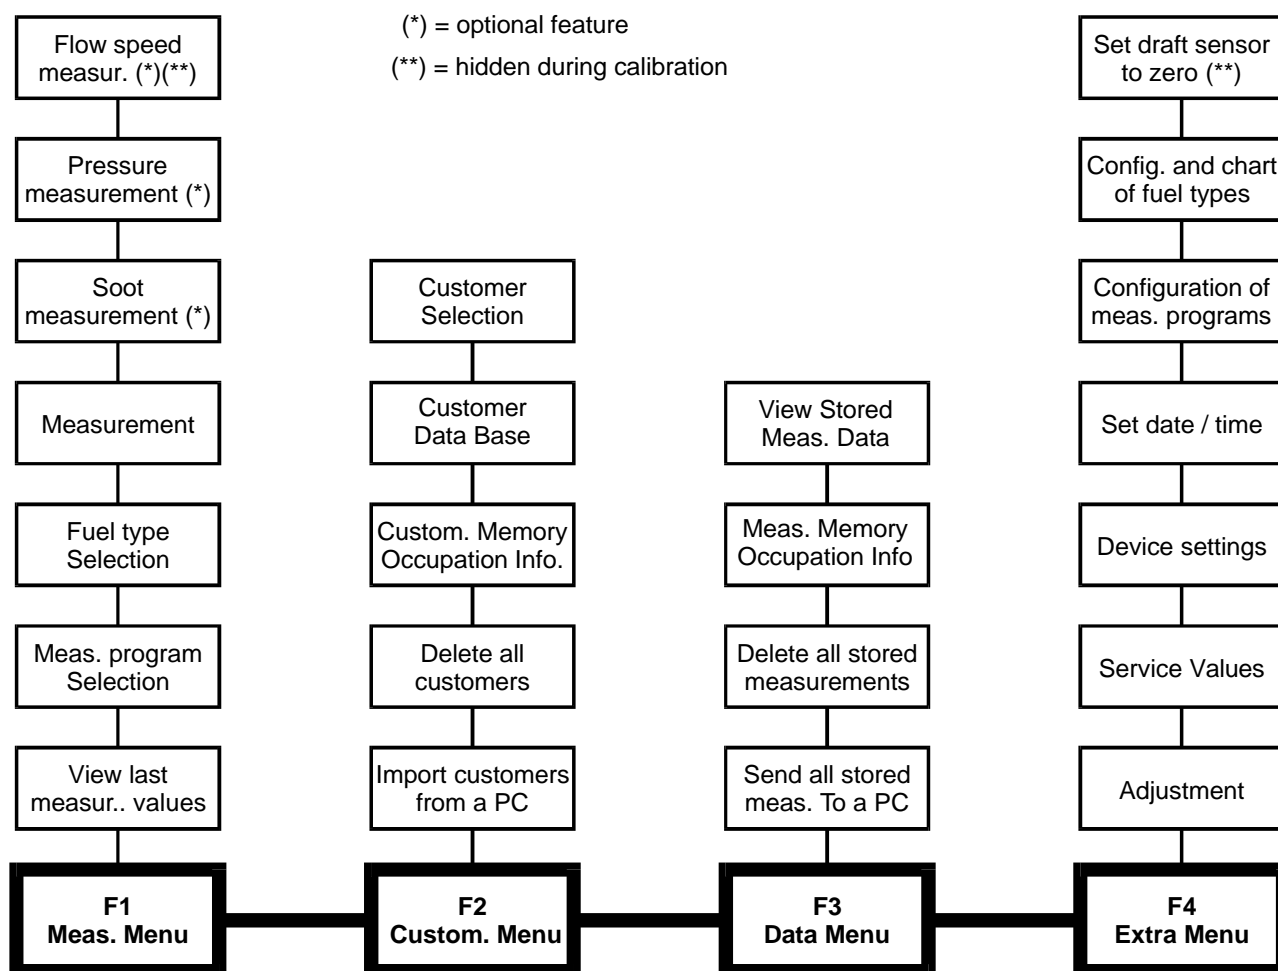 (*) = optional feature
(**) = hidden during calibration
Flow speed
measur. (*)(**)
Pressure
measurement (*)
Soot
measurement (*)
Measurement
Fuel type
Selection
Meas. program
Selection
View last
measur.. values
F1
Meas. Menu
Customer
Selection
Customer
Data Base
Custom. Memory
Occupation Info.
Delete all
customers
Import customers
from a PC
F2
Custom. Menu
View Stored
Meas. Data
Meas. Memory
Occupation Info
Delete all stored
measurements
Send all stored
meas. To a PC
F3
Data Menu
Set draft sensor
to zero (**)
Config. and chart
of fuel types
Configuration of
meas. programs
Set date / time
Device settings
Service Values
Adjustment
F4
Extra Menu